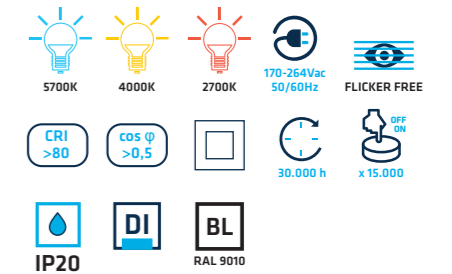 5700K
4000K
2700K
170-264Vac
50/60Hz
FLICKER FREE
CRI
>80
cos φ
>0,5
30.000 h
OFF
ON
x 15.000
IP20
DI
BL
RAL 9010